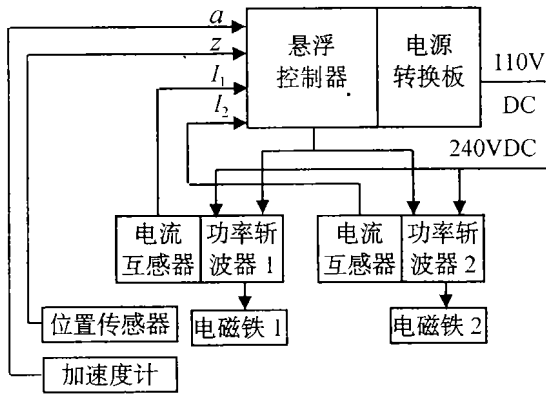 a
z
I₁
I₂
悬浮
控制器
电源
转换板
110V
DC
240VDC
电流
互感器
功率斩
波器 1
电流
互感器
功率斩
波器 2
位置传感器
电磁铁 1
电磁铁 2
加速度计